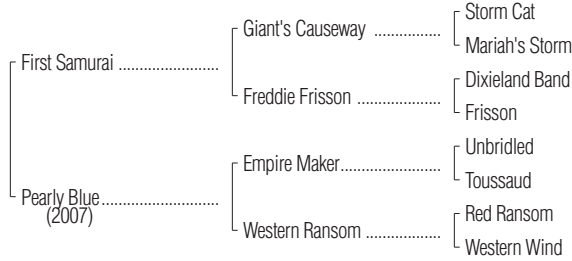 Storm Cat
Giant's Causeway ................
Mariah's Storm
First Samurai ........................
Dixieland Band
Freddie Frisson ....................
Frisson
Unbridled
Empire Maker........................
Toussaud
Pearly Blue............................
(2007)
Red Ransom
Western Ransom ..................
Western Wind